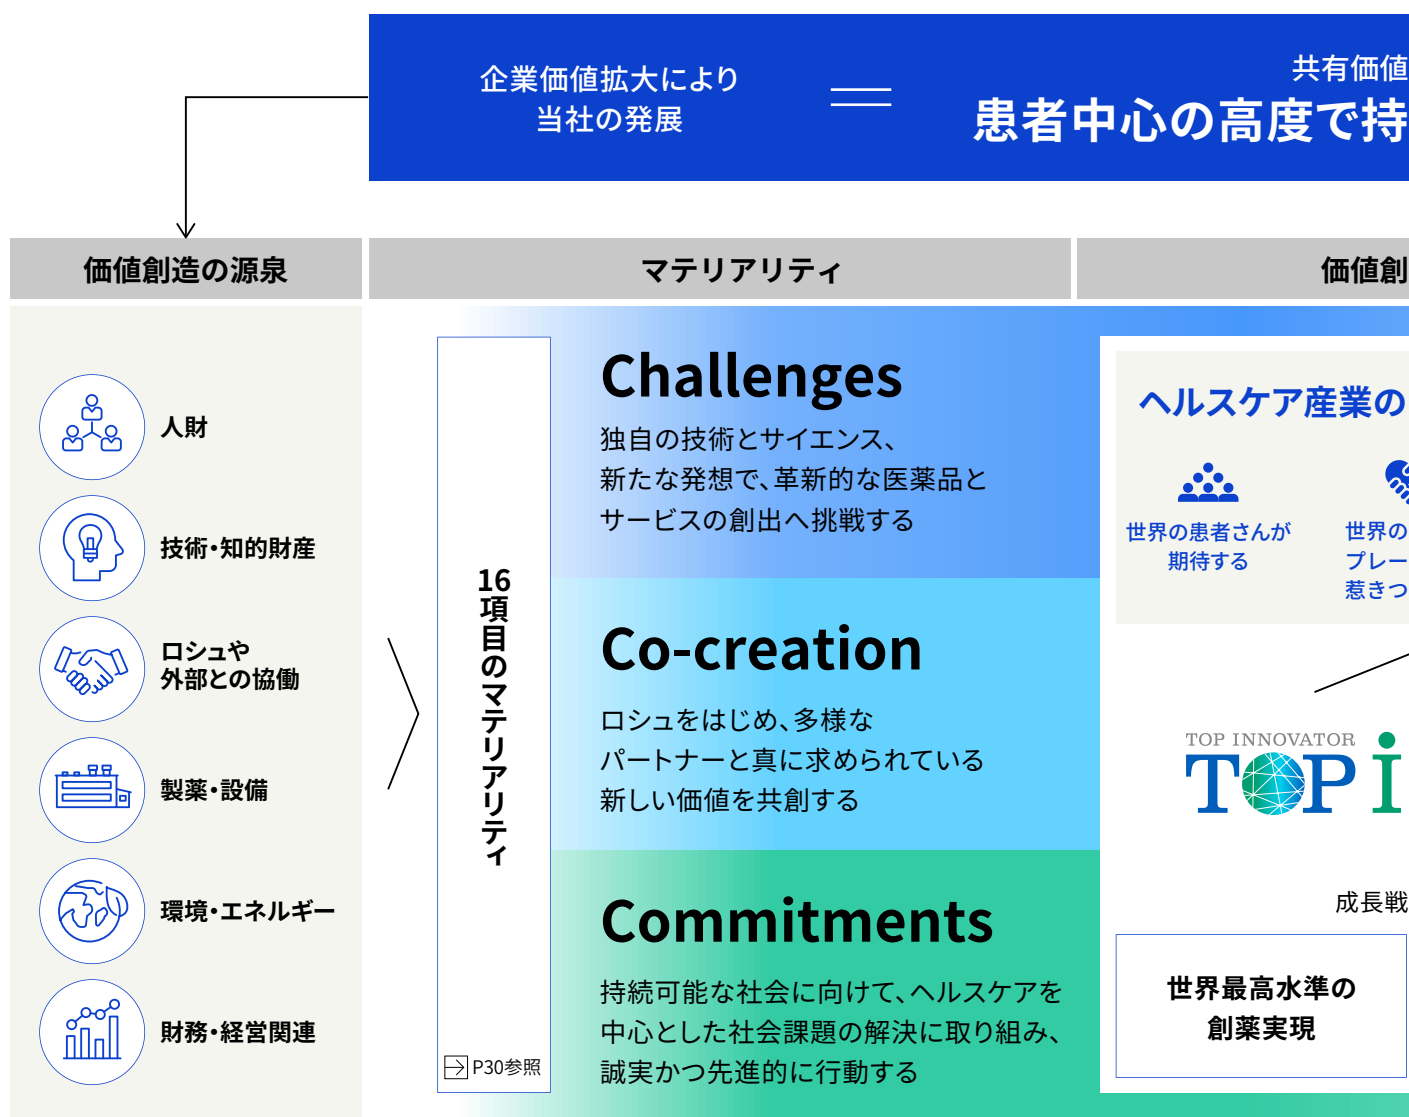 企業価値拡大により
当社の発展
共有価値
患者中心の高度で持
価値創造の源泉
マテリアリティ
価値創
人財
技術・知的財産
ロシュや
外部との協働
製薬・設備
環境・エネルギー
財務・経営関連
16項目のマテリアリティ
P30参照
Challenges
独自の技術とサイエンス、
新たな発想で、革新的な医薬品と
サービスの創出へ挑戦する
Co-creation
ロシュをはじめ、多様な
パートナーと真に求められている
新しい価値を共創する
Commitments
持続可能な社会に向けて、ヘルスケアを
中心とした社会課題の解決に取り組み、
誠実かつ先進的に行動する
ヘルスケア産業の
世界の患者さんが
期待する
世界の
プレー
惹きつ
TOP INNOVATOR
TOP I
成長戦
世界最高水準の
創薬実現